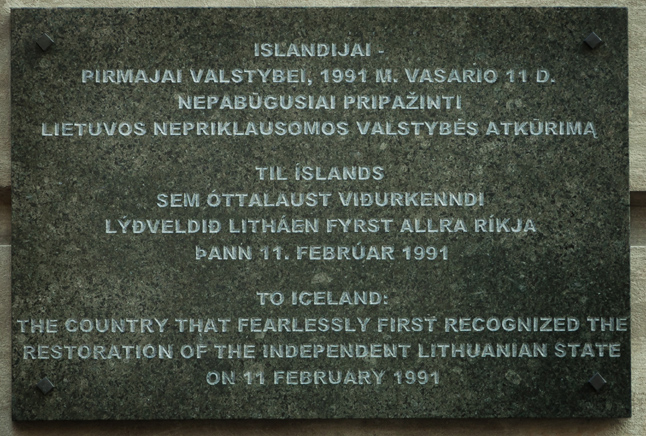 ISLANDIJAI -
PIRMAJAI VALSTYBEI, 1991 M. VASARIO 11 D.
NEPABŪGUSIAI PRIPAŽINTI
LIETUVOS NEPRIKLAUSOMOS VALSTYBĖS ATKŪRIMĄ
TIL ÍSLANDS
SEM ÓTTALAUST VIÐURKENNDI
LÝÐVELDIÐ LITHÁEN FYRST ALLRA RÍKJA
ÞANN 11. FEBRÚAR 1991
TO ICELAND:
THE COUNTRY THAT FEARLESSLY FIRST RECOGNIZED THE
RESTORATION OF THE INDEPENDENT LITHUANIAN STATE
ON 11 FEBRUARY 1991